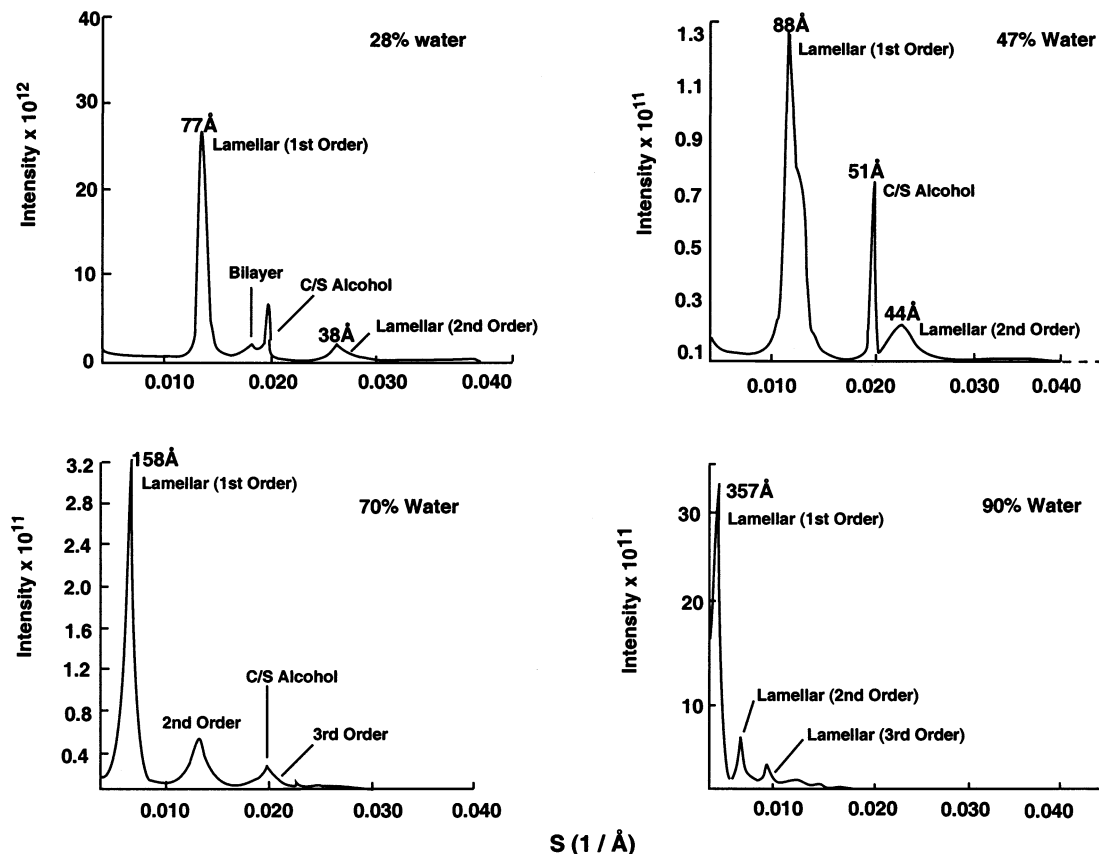 28% water
Intensity x 10^12
40
30
20
10
0
77Å
Lamellar (1st Order)
Bilayer
C/S Alcohol
38Å
Lamellar (2nd Order)
0.010
0.020
0.030
0.040
47% Water
Intensity x 10^11
1.3
1.1
0.9
0.7
0.5
0.3
0.1
88Å
Lamellar (1st Order)
51Å
C/S Alcohol
44Å
Lamellar (2nd Order)
0.010
0.020
0.030
0.040
70% Water
Intensity x 10^11
3.2
2.8
2.4
2.0
1.6
1.2
0.8
0.4
158Å
Lamellar (1st Order)
2nd Order
C/S Alcohol
3rd Order
0.010
0.020
0.030
0.040
90% Water
Intensity x 10^11
30
20
10
357Å
Lamellar (1st Order)
Lamellar (2nd Order)
Lamellar (3rd Order)
0.010
0.020
0.030
0.040
S (1 / Å)